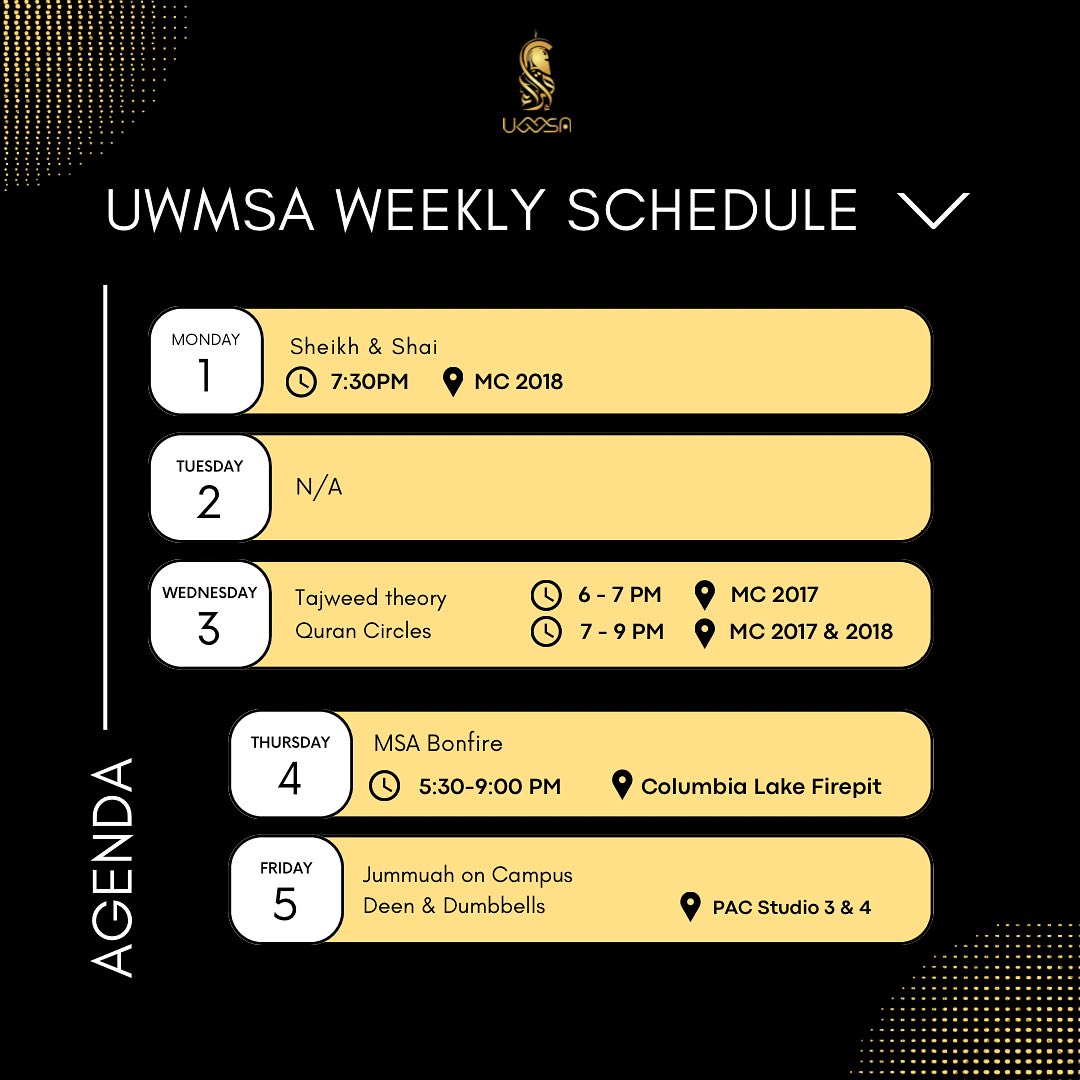 UWMSA
UWMSA WEEKLY SCHEDULE
AGENDA
MONDAY
1
Sheikh & Shai
7:30PM MC 2018
TUESDAY
2
N/A
WEDNESDAY
3
Tajweed theory 6 - 7 PM MC 2017
Quran Circles 7 - 9 PM MC 2017 & 2018
THURSDAY
4
MSA Bonfire
5:30-9:00 PM Columbia Lake Firepit
FRIDAY
5
Jummuah on Campus
Deen & Dumbbells PAC Studio 3 & 4